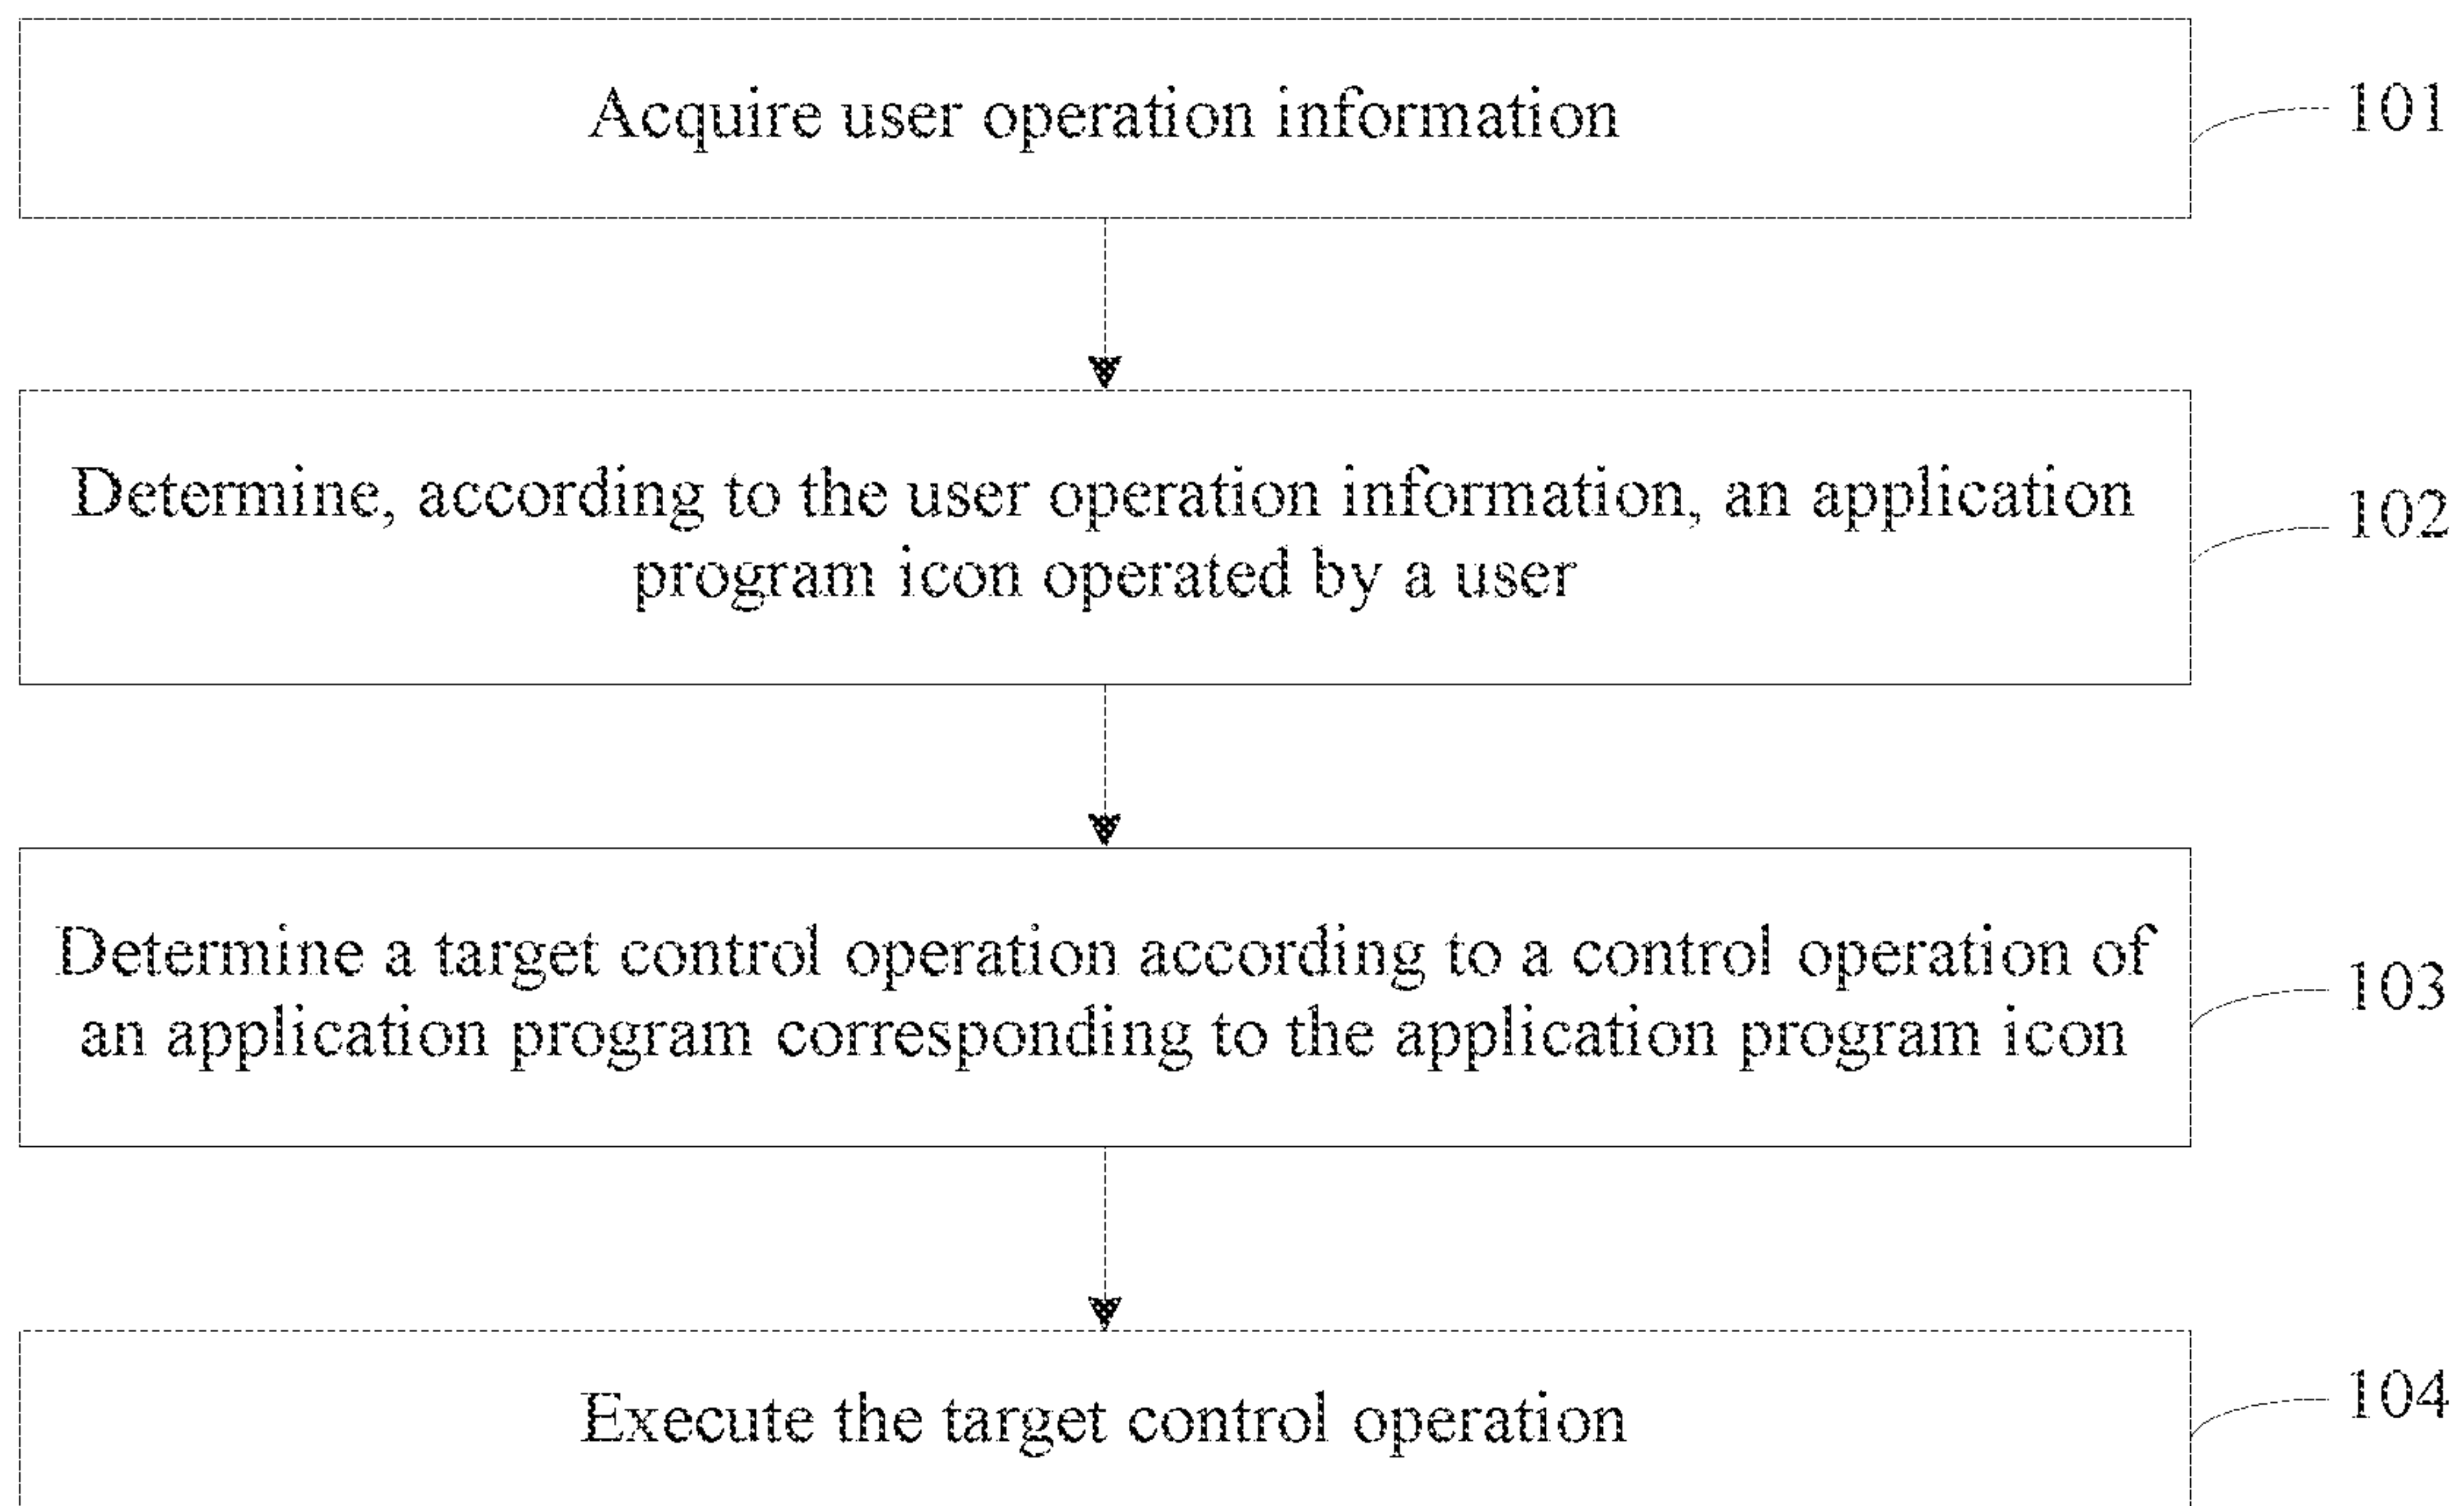 Acquire user operation information
101
Determine, according to the user operation information, an application
program icon operated by a user
102
Determine a target control operation according to a control operation of
an application program corresponding to the application program icon
103
Execute the target control operation
104